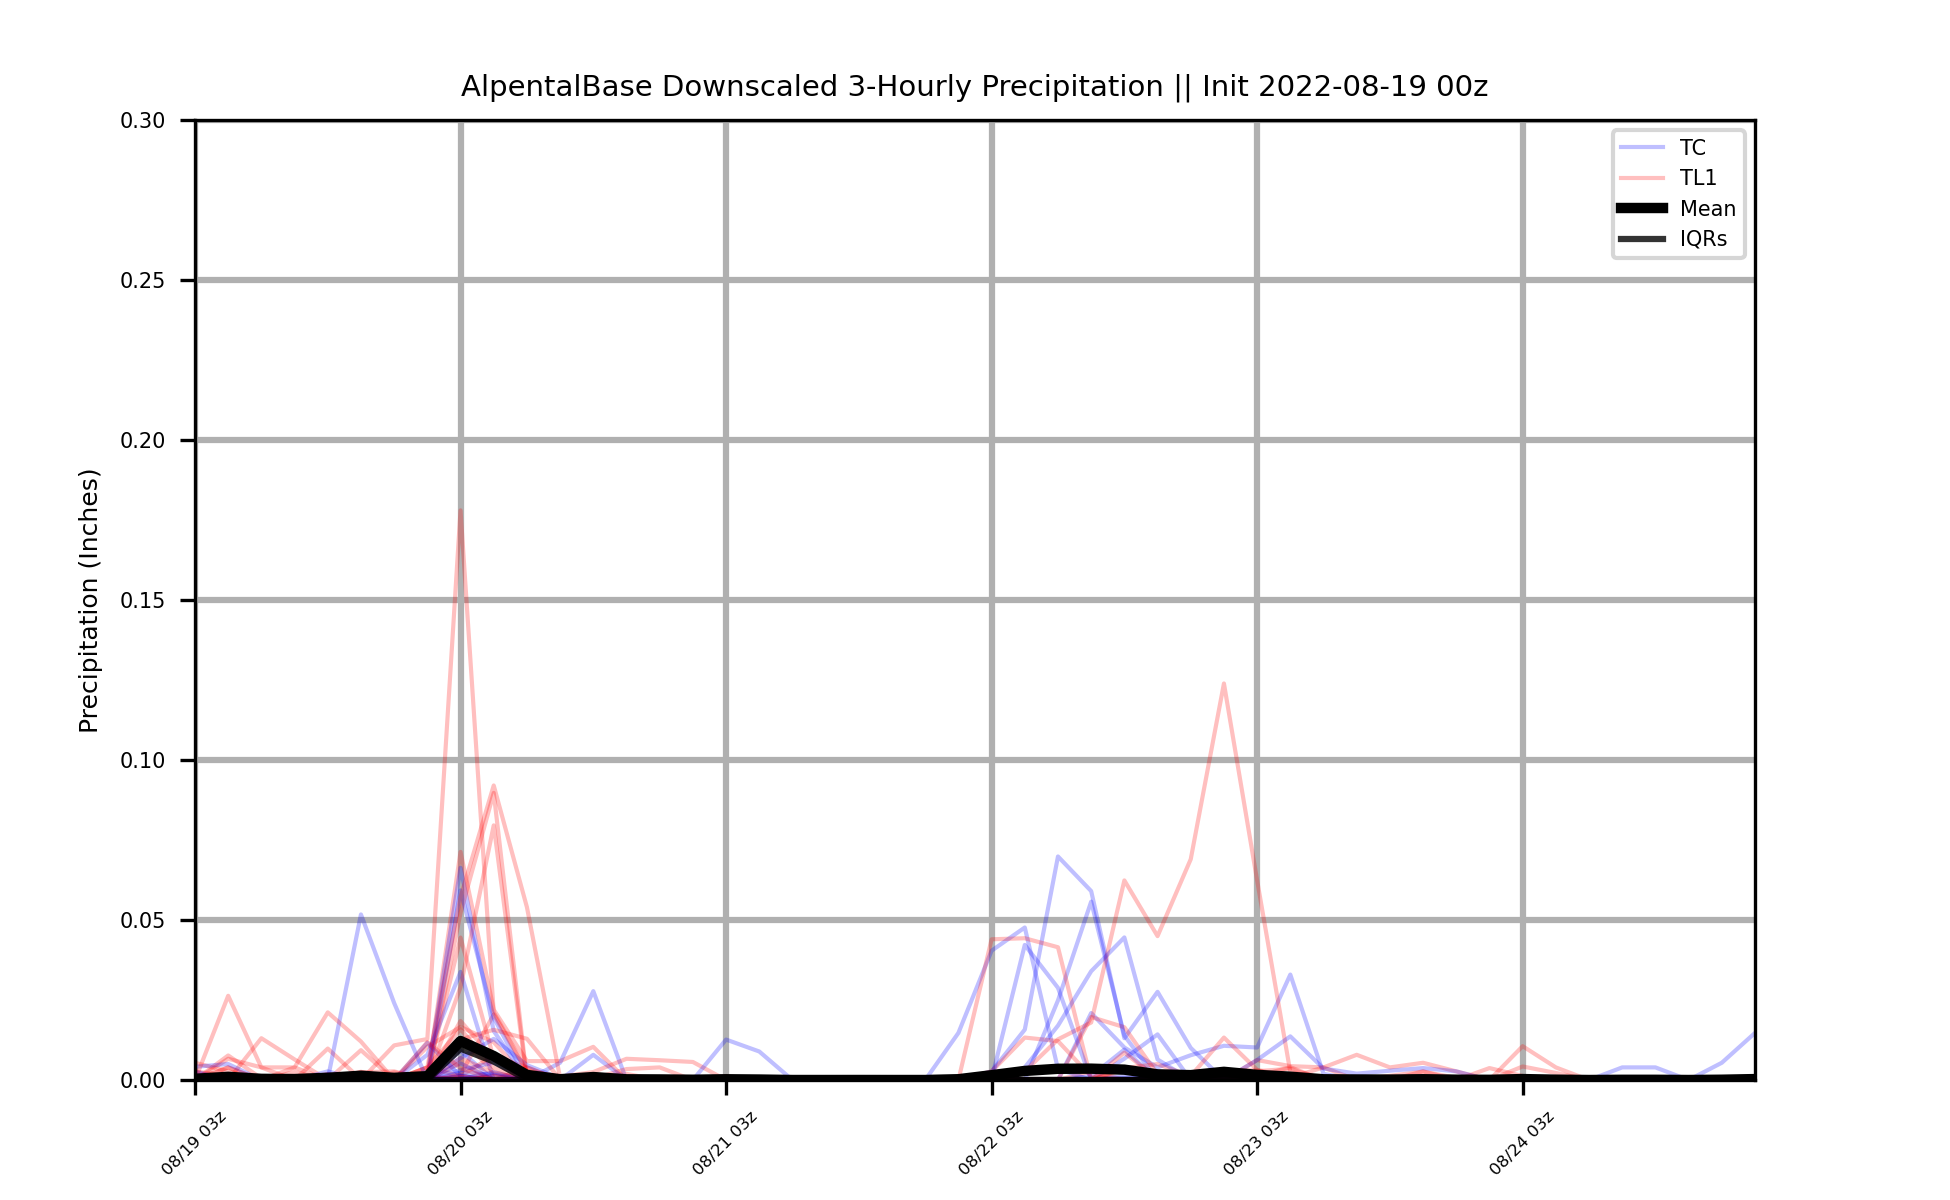 AlpentalBase Downscaled 3-Hourly Precipitation || Init 2022-08-19 00z
TC
TL1
Mean
IQRs
Precipitation (Inches)
0.30
0.25
0.20
0.15
0.10
0.05
0.00
08/19 03z
08/20 03z
08/21 03z
08/22 03z
08/23 03z
08/24 03z